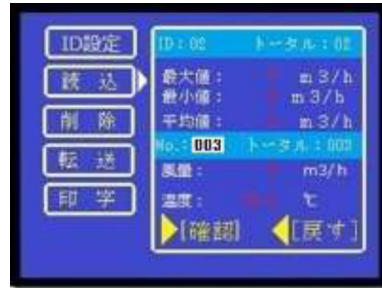 ID設定
読 込
削 除
転 送
印 字
ID:02 トータル:02
最大値: m3/h
最小値: m3/h
平均値: m3/h
No.:003 トータル:003
風量: m3/h
温度: ℃
[確認] [戻す]